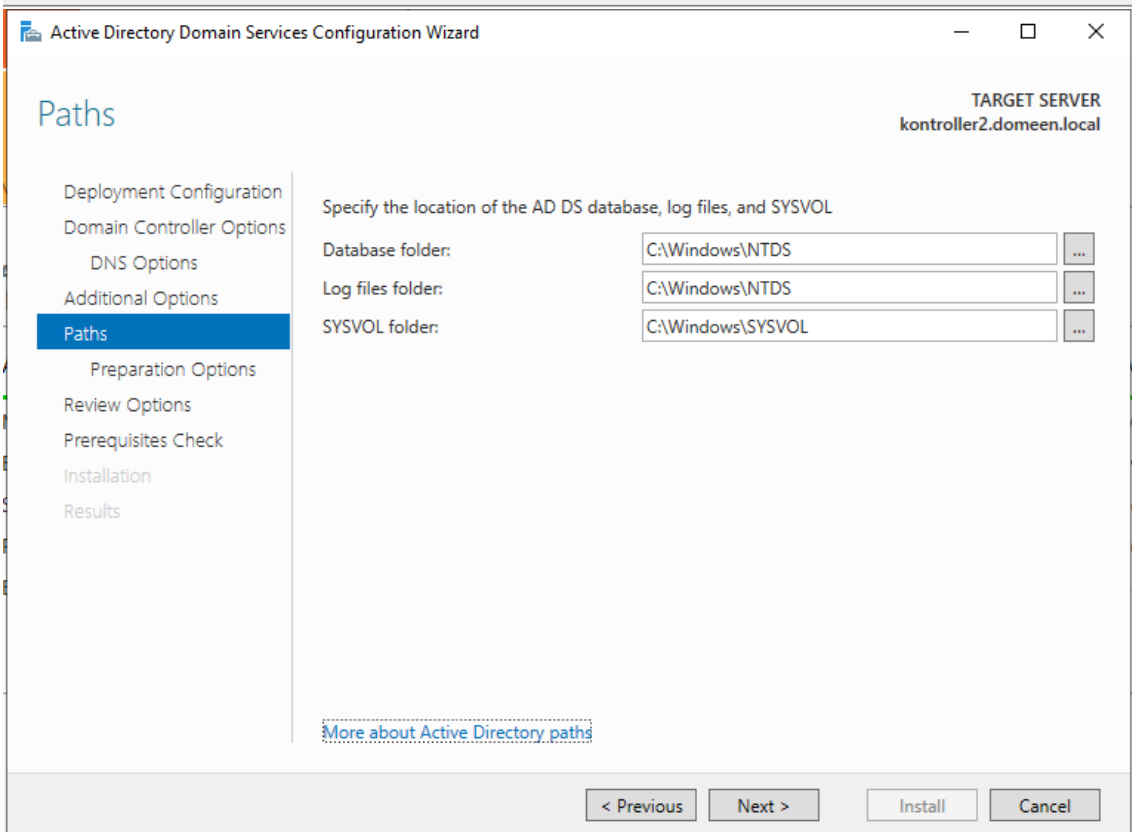 Active Directory Domain Services Configuration Wizard
Paths
TARGET SERVER
kontroller2.domeen.local
Deployment Configuration
Domain Controller Options
DNS Options
Additional Options
Paths
Preparation Options
Review Options
Prerequisites Check
Installation
Results
Specify the location of the AD DS database, log files, and SYSVOL
Database folder: C:\Windows\NTDS ...
Log files folder: C:\Windows\NTDS ...
SYSVOL folder: C:\Windows\SYSVOL ...
More about Active Directory paths
< Previous Next > Install Cancel